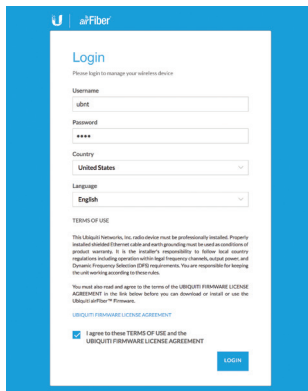 U airFiber®
Login
Please login to manage your wireless device
Username
ubnt
Password
••••
Country
United States
Language
English
TERMS OF USE
This Ubiquiti Networks, Inc. radio device must be professionally installed. Properly
installed shielded Ethernet cable and earth grounding must be used as conditions of
product warranty. It is the installer's responsibility to follow local country
regulations including operation within legal frequency channels, output power, and
Dynamic Frequency Selection (DFS) requirements. You are responsible for keeping
the unit working according to these rules.
You must also read and agree to the terms of the UBIQUITI FIRMWARE LICENSE
AGREEMENT in the link below before you can download or install or use the
Ubiquiti airFiber™ Firmware.
UBIQUITI FIRMWARE LICENSE AGREEMENT
I agree to these TERMS OF USE and the
UBIQUITI FIRMWARE LICENSE AGREEMENT
LOGIN